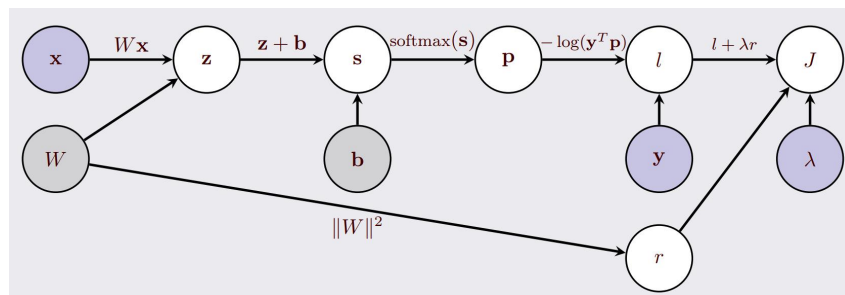 x Wx z z + b s softmax(s) p −log(yᵀp) l l + λr J
W b y λ
‖W‖²
r